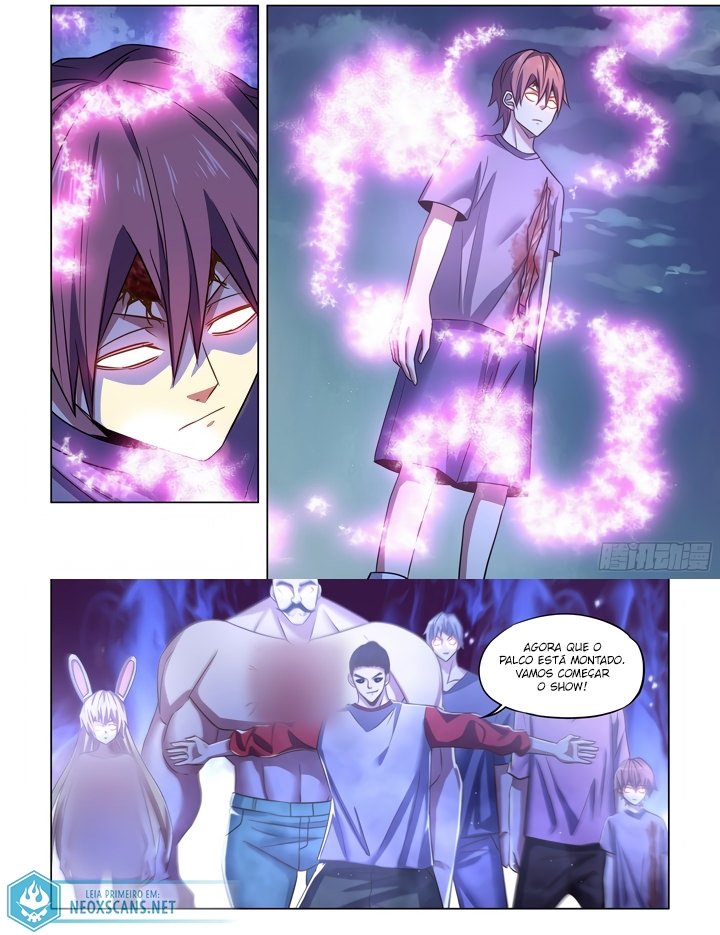 腾讯动漫
AGORA QUE O
PALCO ESTÁ MONTADO.
VAMOS COMEÇAR
O SHOW!
LEIA PRIMEIRO EM:
NEOXSCANS.NET